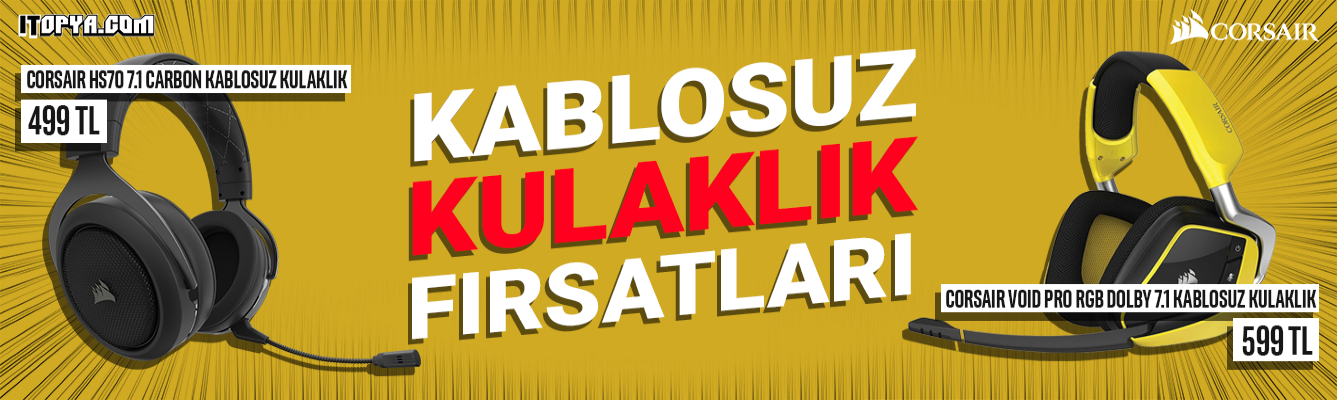 ITOPYA.COM
CORSAIR
CORSAIR HS70 7.1 CARBON KABLOSUZ KULAKLIK
499 TL
KABLOSUZ
KULAKLIK
FIRSATLARI
CORSAIR
CORSAIR VOID PRO RGB DOLBY 7.1 KABLOSUZ KULAKLIK
599 TL